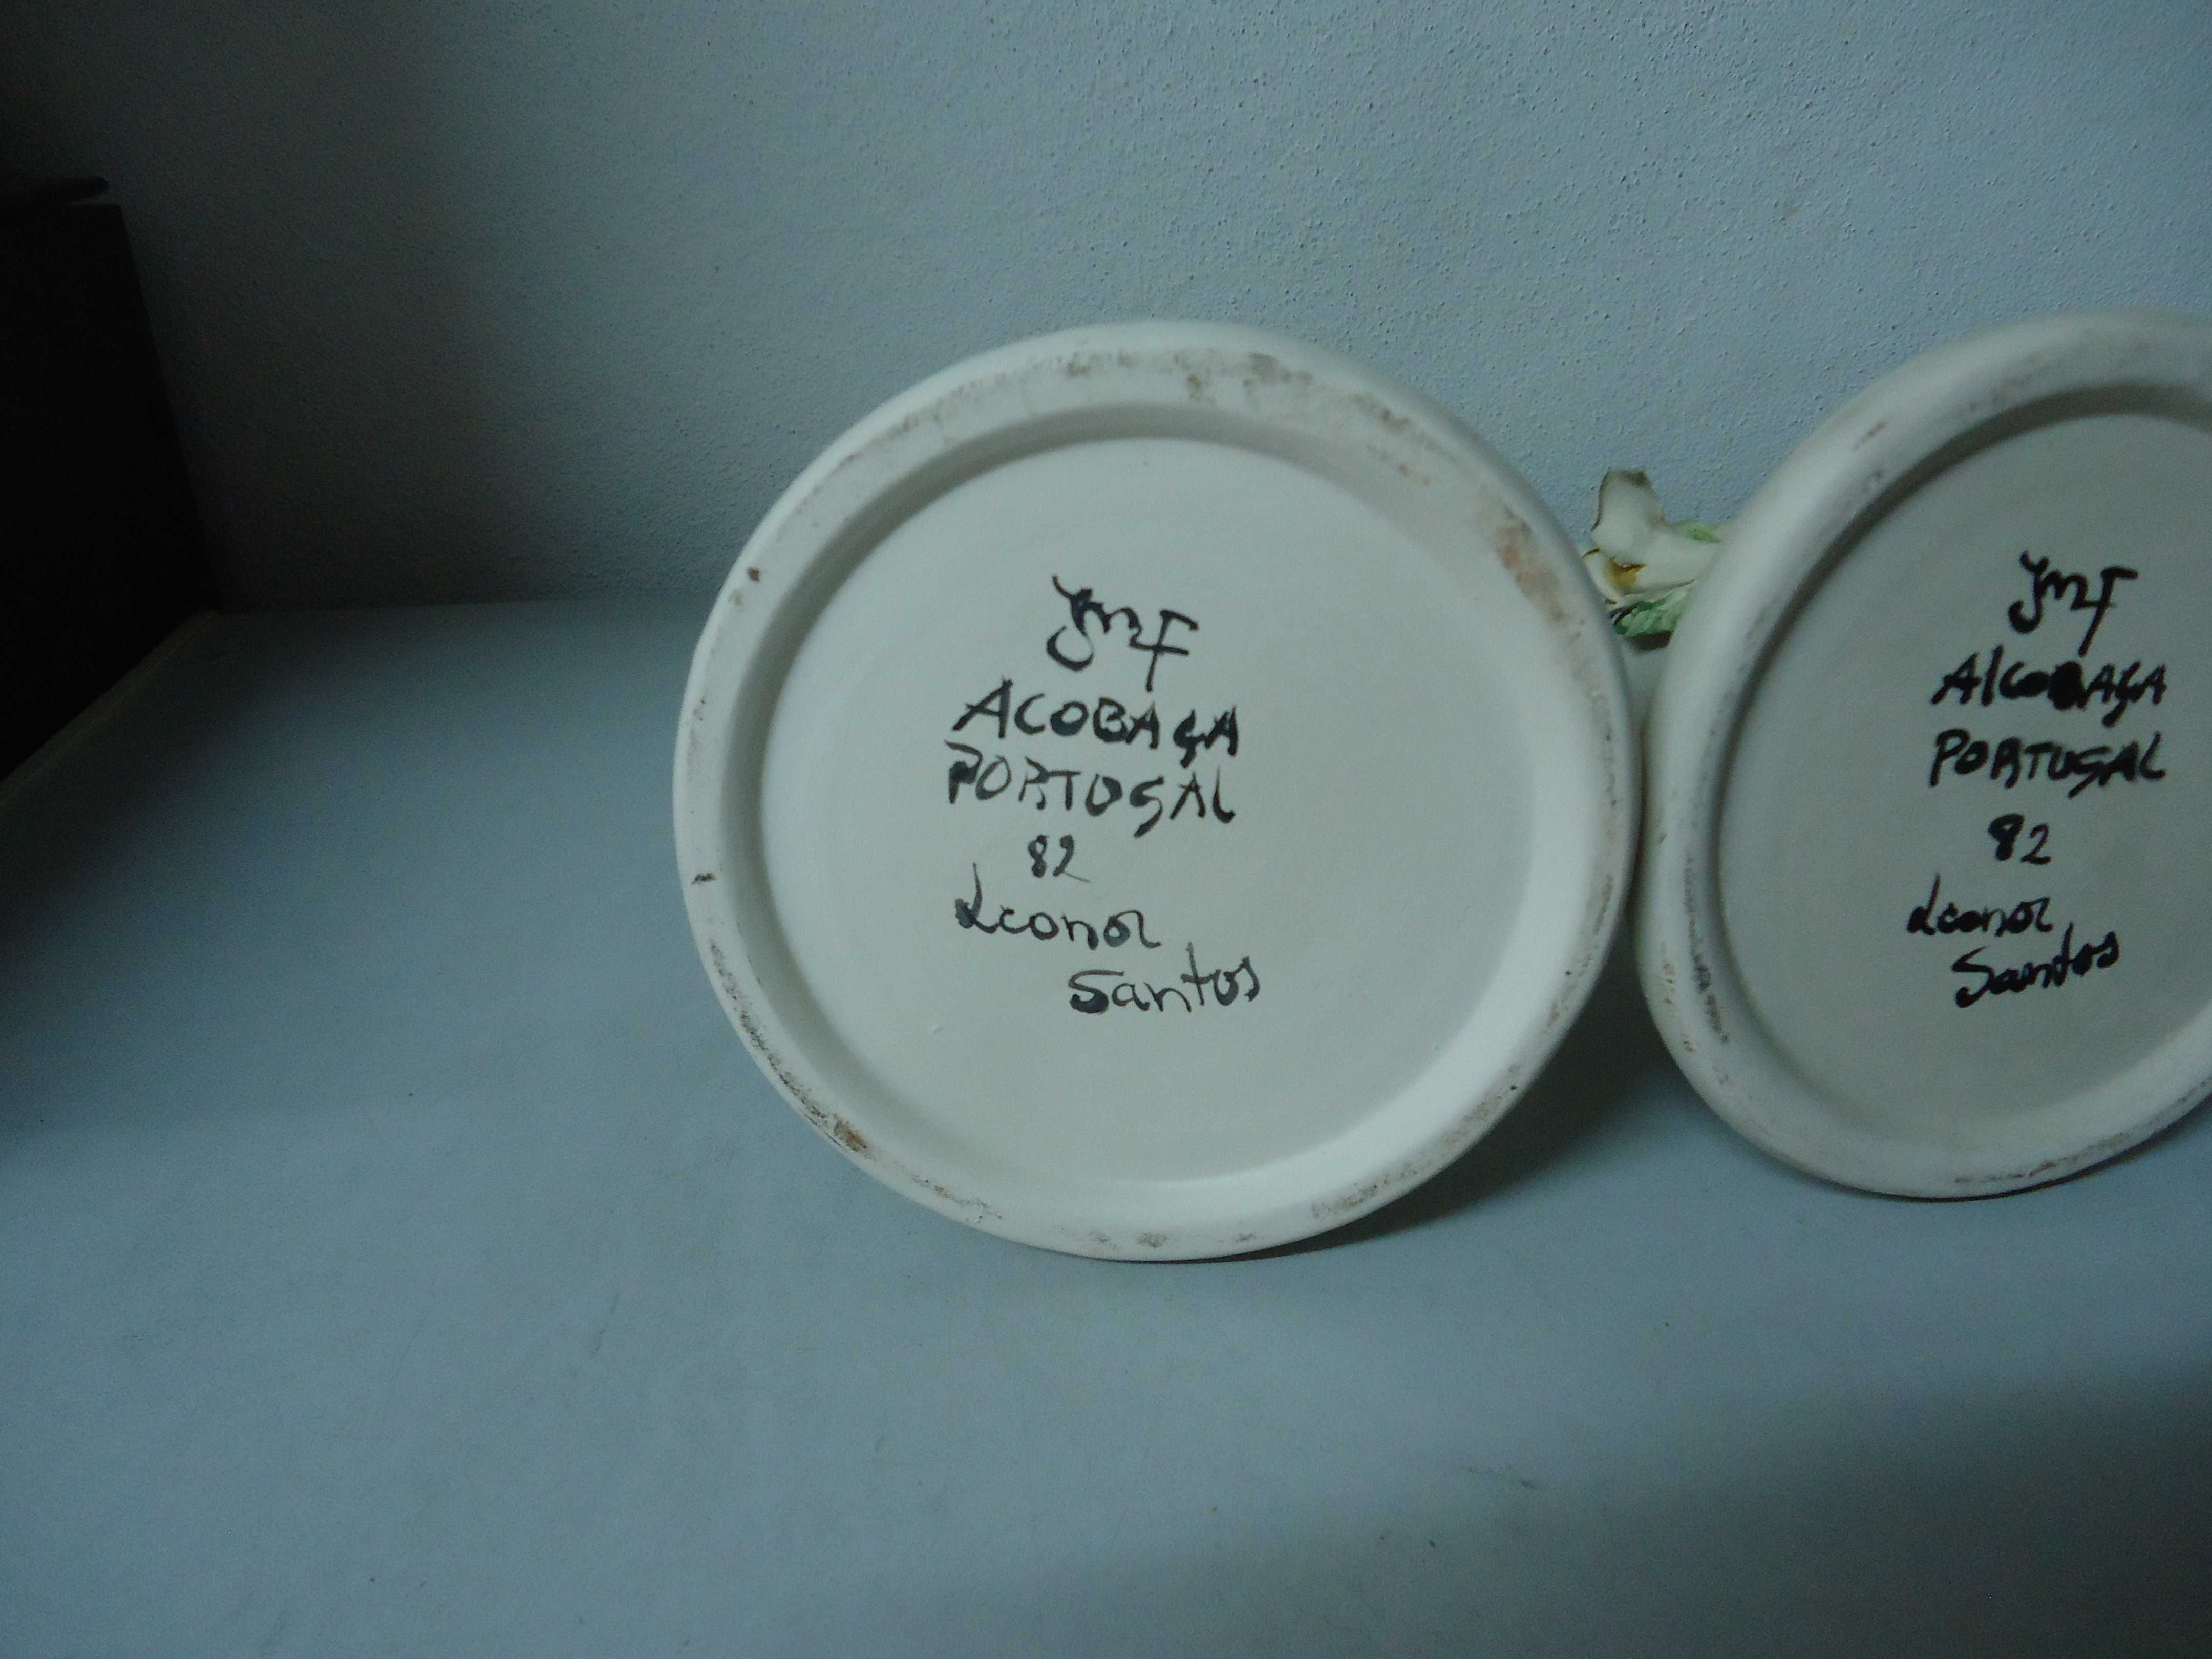 JMF
ACOBAÇA
PORTUGAL
82
Leonor
Santos
JMF
AlCOBAÇA
PORTUGAL
82
Leonor
Santos